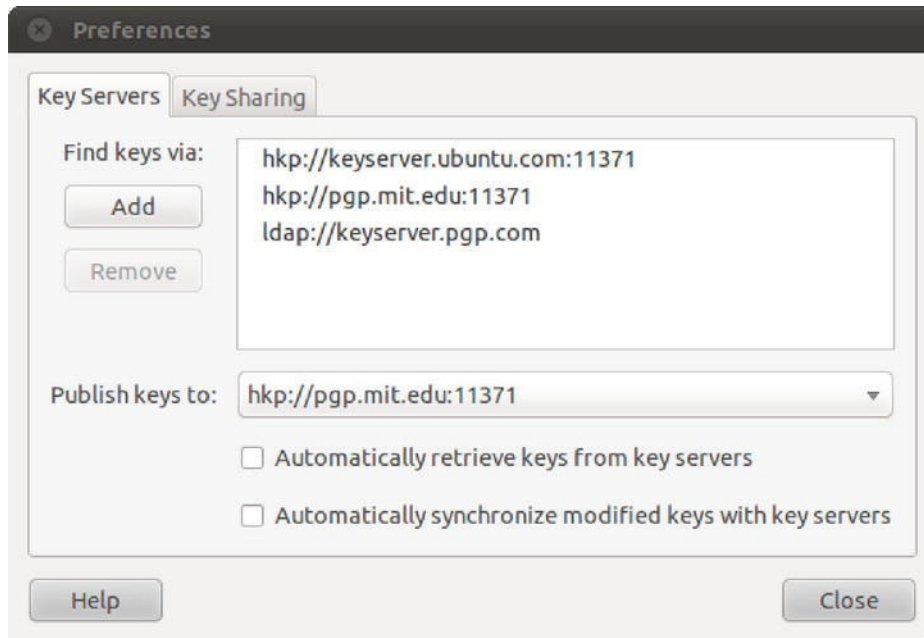 Preferences
Key Servers
Key Sharing
Find keys via:
Add
Remove
hkp://keyserver.ubuntu.com:11371
hkp://pgp.mit.edu:11371
ldap://keyserver.pgp.com
Publish keys to:
hkp://pgp.mit.edu:11371
Automatically retrieve keys from key servers
Automatically synchronize modified keys with key servers
Help
Close